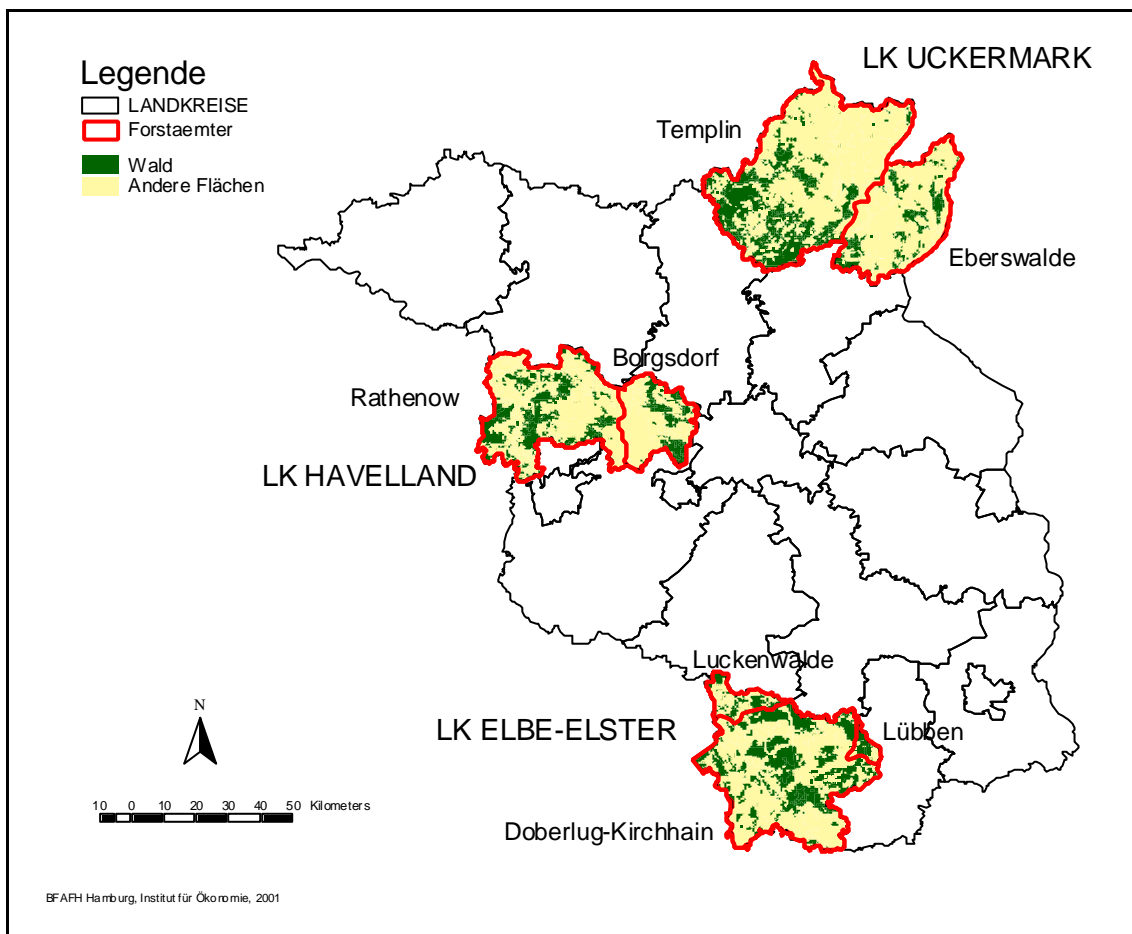 Legende
LANDKREISE
Forstaemter
Wald
Andere Flächen
LK UCKERMARK
Templin
Eberswalde
Borgsdorf
Rathenow
LK HAVELLAND
Luckenwalde
LK ELBE-ELSTER
Lübben
Doberlug-Kirchhain
N
10 0 10 20 30 40 50 Kilometers
BFAFH Hamburg, Institut für Ökonomie, 2001